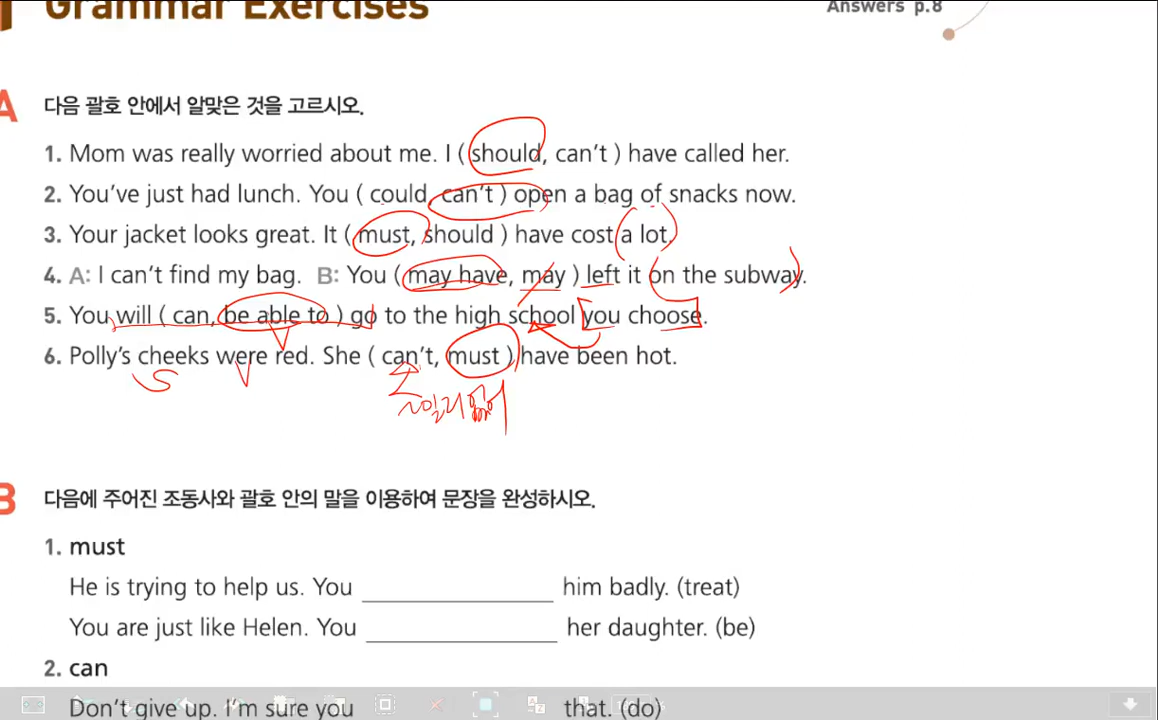 Grammar Exercises
Answers p.8
A 다음 괄호 안에서 알맞은 것을 고르시오.
1. Mom was really worried about me. I ( should, can't ) have called her.
2. You've just had lunch. You ( could, can't ) open a bag of snacks now.
3. Your jacket looks great. It ( must, should ) have cost a lot.
4. A: I can't find my bag. B: You ( may have, may ) left it on the subway.
5. You will ( can, be able to ) go to the high school you choose.
6. Polly's cheeks were red. She ( can't, must ) have been hot.
S V V
~일리 없어
B 다음에 주어진 조동사와 괄호 안의 말을 이용하여 문장을 완성하시오.
1. must
He is trying to help us. You him badly. (treat)
You are just like Helen. You her daughter. (be)
2. can
Don't give up. I'm sure you that. (do)